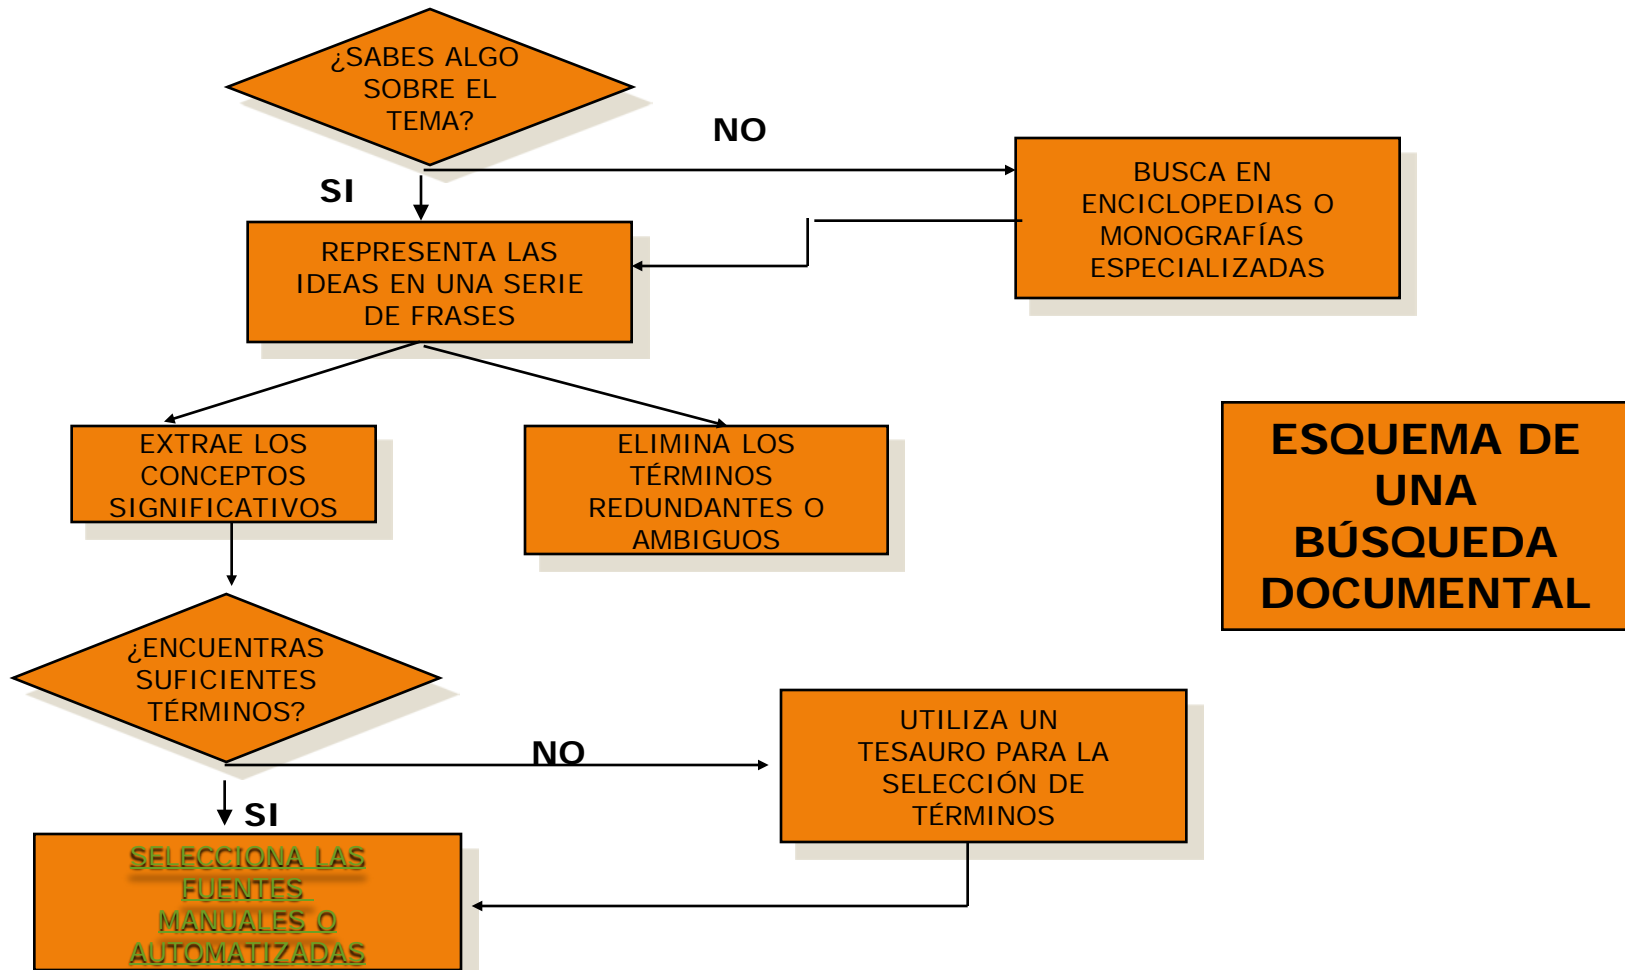 ¿SABES ALGO
SOBRE EL
TEMA?
NO
SI
BUSCA EN
ENCICLOPEDIAS O
MONOGRAFÍAS
ESPECIALIZADAS
REPRESENTA LAS
IDEAS EN UNA SERIE
DE FRASES
EXTRAE LOS
CONCEPTOS
SIGNIFICATIVOS
ELIMINA LOS
TÉRMINOS
REDUNDANTES O
AMBIGUOS
ESQUEMA DE
UNA
BÚSQUEDA
DOCUMENTAL
¿ENCUENTRAS
SUFICIENTES
TÉRMINOS?
NO
SI
UTILIZA UN
TESAURO PARA LA
SELECCIÓN DE
TÉRMINOS
SELECCIONA LAS
FUENTES
MANUALES O
AUTOMATIZADAS